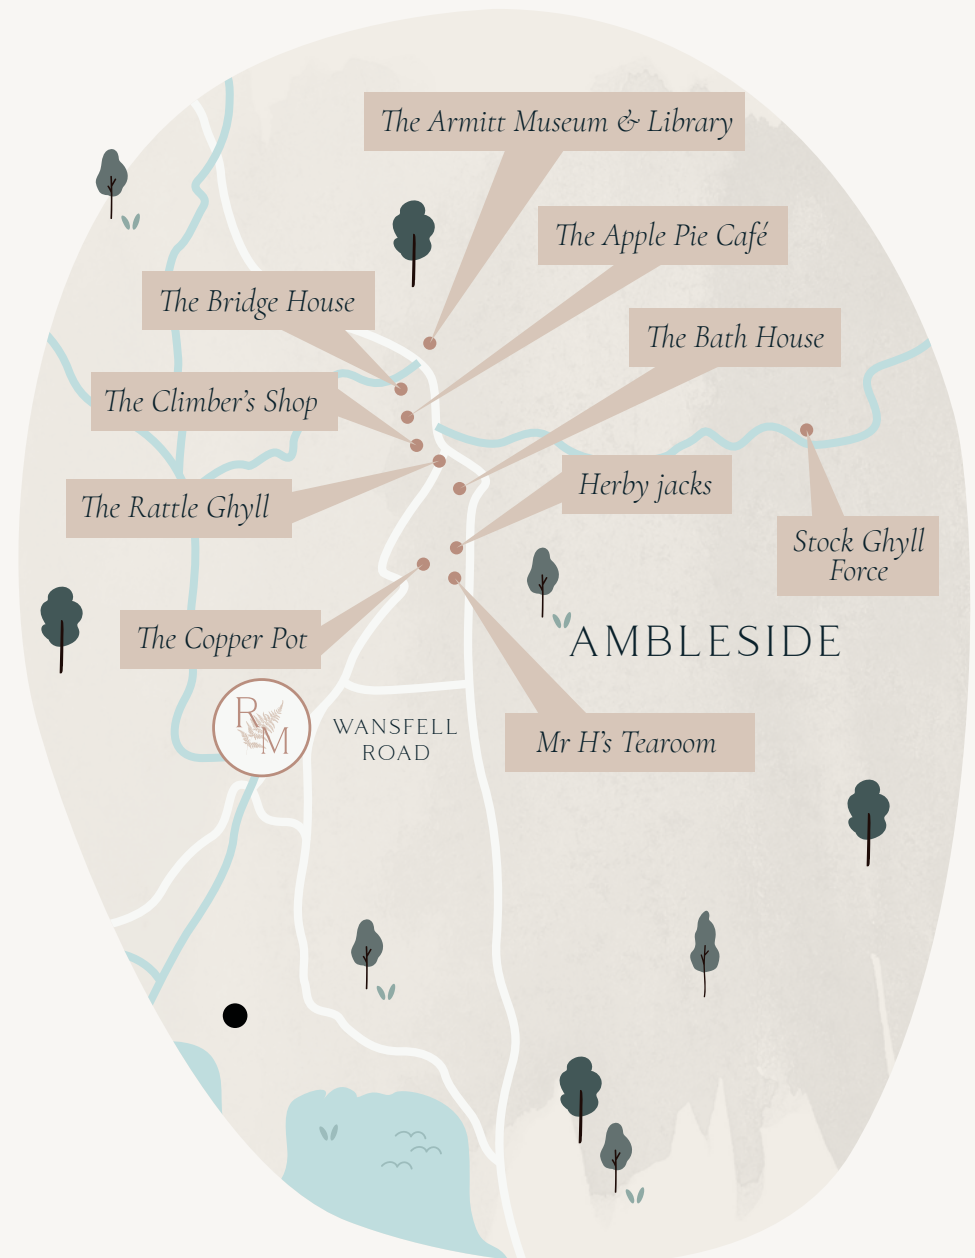 The Armitt Museum & Library
The Apple Pie Café
The Bridge House
The Bath House
The Climber's Shop
Herby jacks
The Rattle Ghyll
Stock Ghyll
Force
The Copper Pot
AMBLESIDE
RM
WANSFELL
ROAD
Mr H's Tearoom